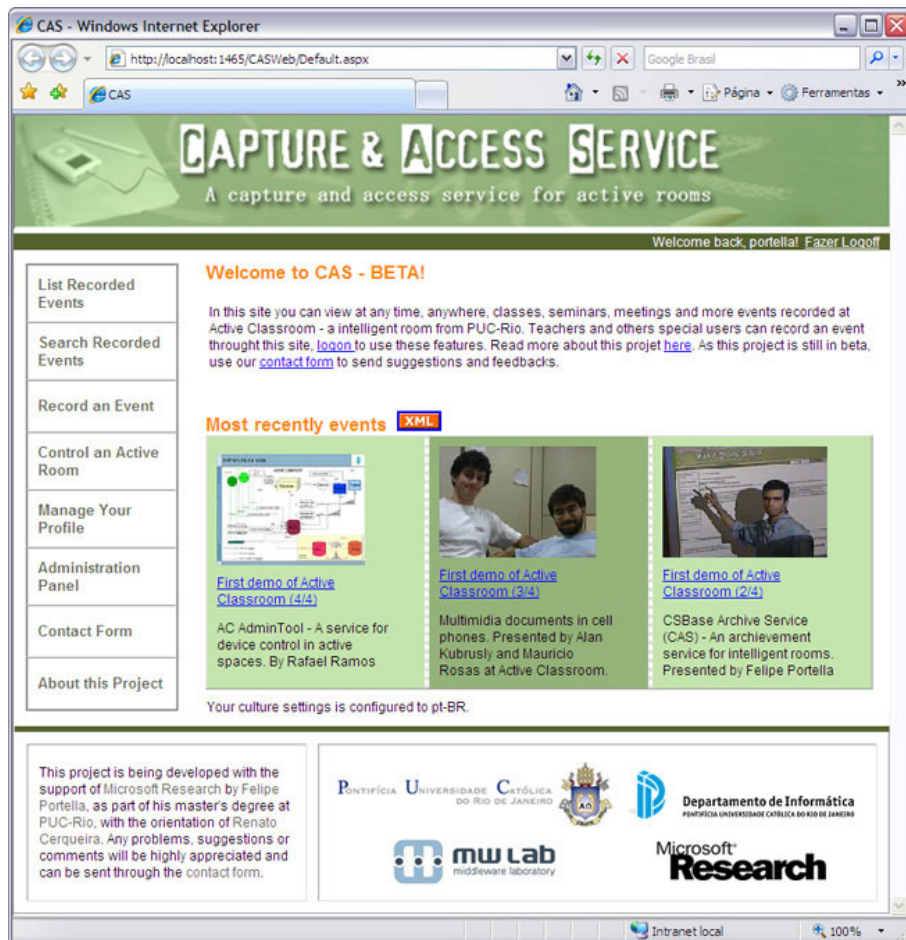 CAS - Windows Internet Explorer
http://localhost:1465/CASWeb/Default.aspx
Google Brasil
CAS
Página
Ferramentas
CAPTURE & ACCESS SERVICE
A capture and access service for active rooms
Welcome back, portella! Fazer Logoff
List Recorded
Events
Search Recorded
Events
Record an Event
Control an Active
Room
Manage Your
Profile
Administration
Panel
Contact Form
About this Project
Welcome to CAS - BETA!
In this site you can view at any time, anywhere, classes, seminars, meetings and more events recorded at
Active Classroom - a intelligent room from PUC-Rio. Teachers and others special users can record an event
throught this site, logon to use these features. Read more about this projet here. As this project is still in beta,
use our contact form to send suggestions and feedbacks.
Most recently events XML
First demo of Active
Classroom (4/4)
AC AdminTool - A service for
device control in active
spaces. By Rafael Ramos
First demo of Active
Classroom (3/4)
Multimidia documents in cell
phones. Presented by Alan
Kubrusly and Mauricio
Rosas at Active Classroom.
First demo of Active
Classroom (2/4)
CSBase Archive Service
(CAS) - An archievement
service for intelligent rooms.
Presented by Felipe Portella
Your culture settings is configured to pt-BR.
This project is being developed with the
support of Microsoft Research by Felipe
Portella, as part of his master's degree at
PUC-Rio, with the orientation of Renato
Cerqueira. Any problems, suggestions or
comments will be highly appreciated and
can be sent through the contact form.
PONTIFÍCIA UNIVERSIDADE CATÓLICA
DO RIO DE JANEIRO
Departamento de Informática
PONTIFÍCIA UNIVERSIDADE CATÓLICA DO RIO DE JANEIRO
mw Lab
middleware laboratory
Microsoft
Research
Intranet local
100%